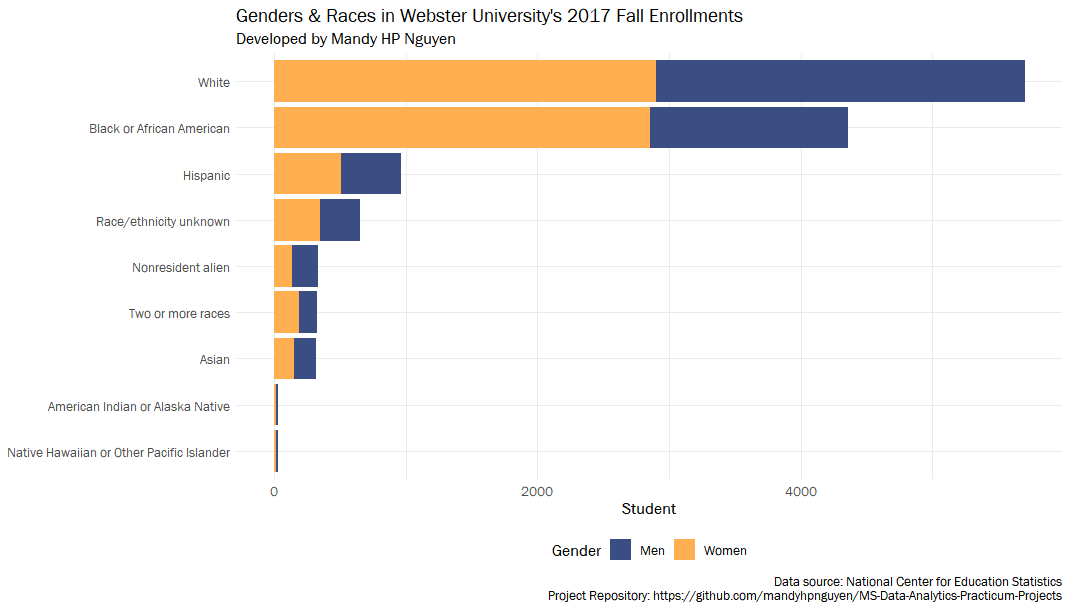 Genders & Races in Webster University's 2017 Fall Enrollments
Developed by Mandy HP Nguyen
White
Black or African American
Hispanic
Race/ethnicity unknown
Nonresident alien
Two or more races
Asian
American Indian or Alaska Native
Native Hawaiian or Other Pacific Islander
0 2000 4000
Student
Gender Men Women
Data source: National Center for Education Statistics
Project Repository: https://github.com/mandyhpnguyen/MS-Data-Analytics-Practicum-Projects